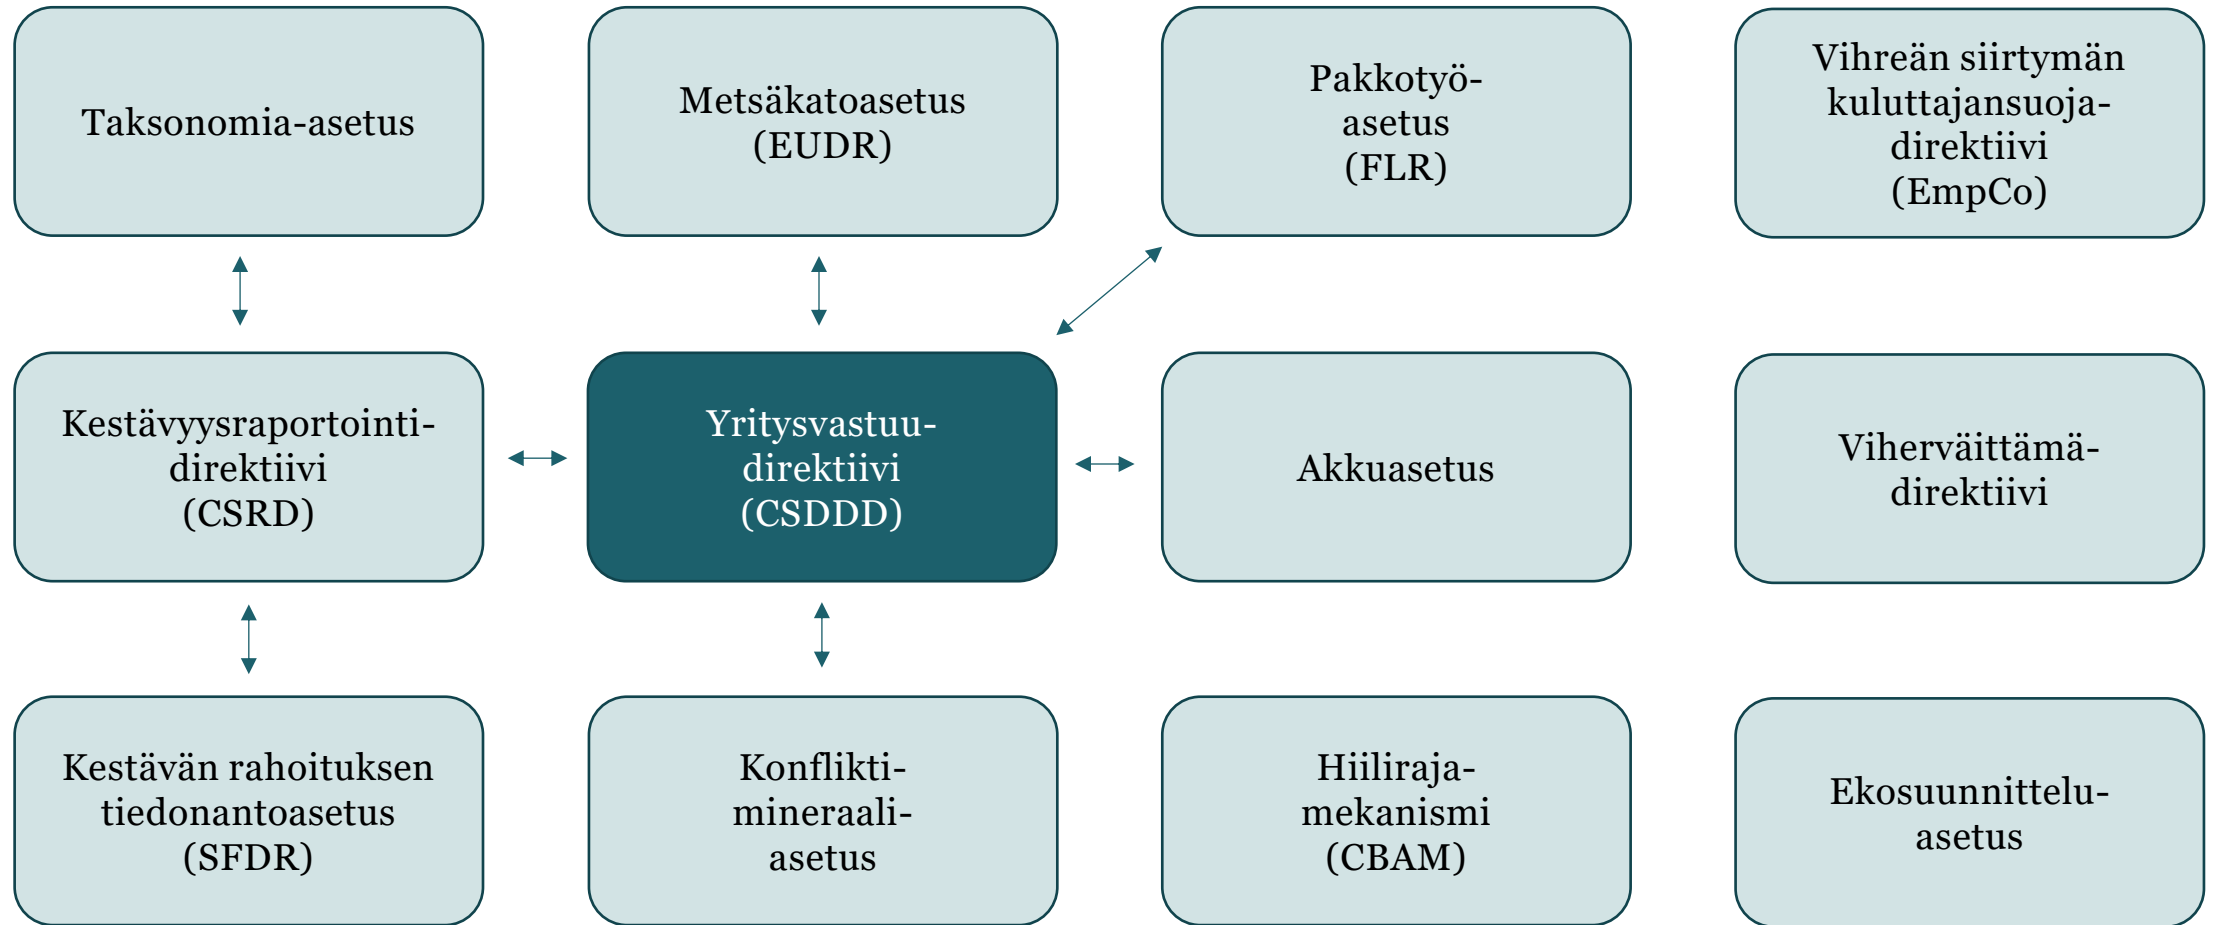 Taksonomia-asetus
Metsäkatoasetus
(EUDR)
Pakkotyö-
asetus
(FLR)
Vihreän siirtymän
kuluttajansuoja-
direktiivi
(EmpCo)
Kestävyysraportointi-
direktiivi
(CSRD)
Yritysvastuu-
direktiivi
(CSDDD)
Akkuasetus
Viherväittämä-
direktiivi
Kestävän rahoituksen
tiedonantoasetus
(SFDR)
Konflikti-
mineraali-
asetus
Hiiliraja-
mekanismi
(CBAM)
Ekosuunnittelu-
asetus